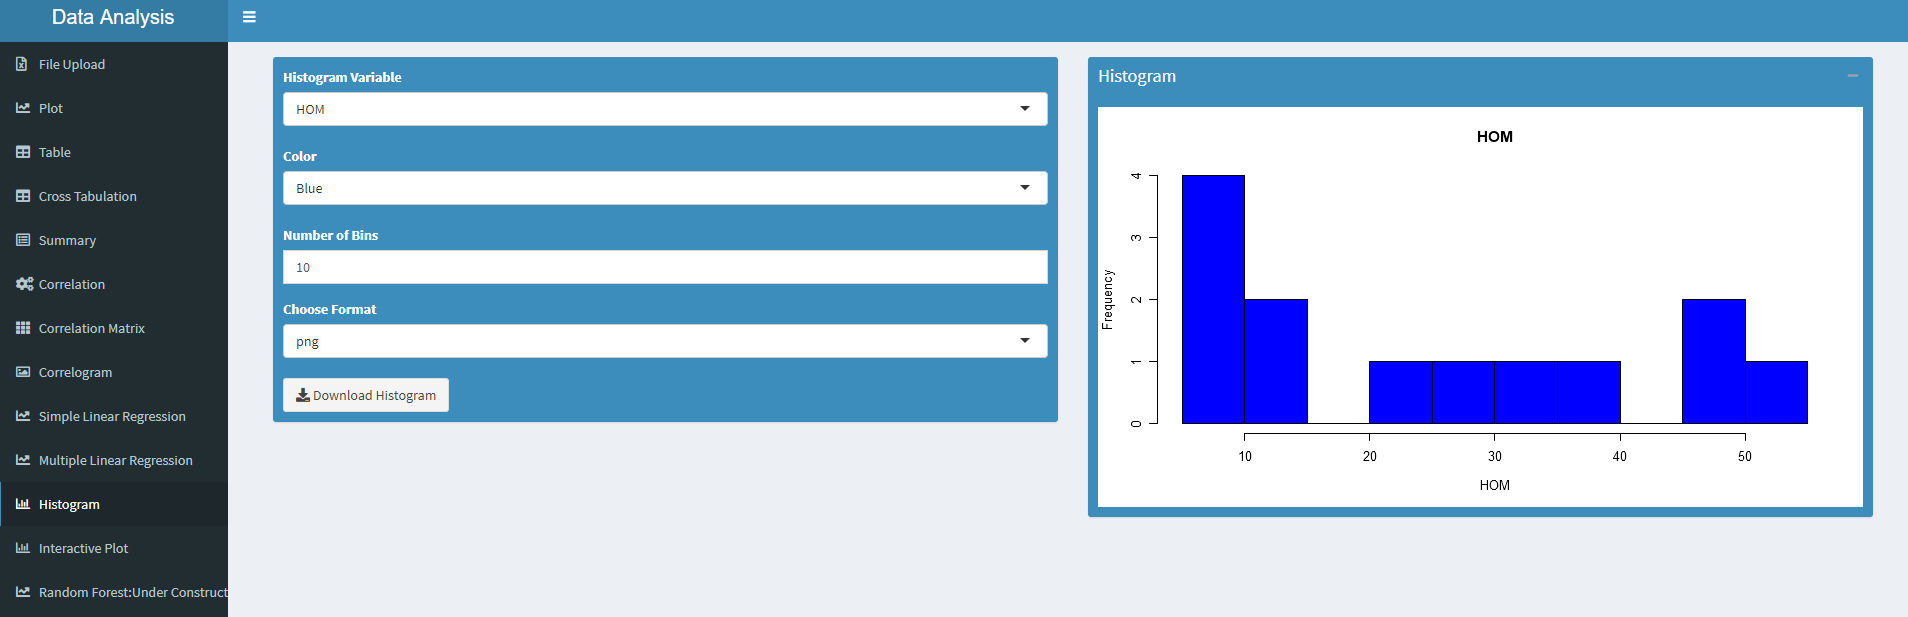 Data Analysis
File Upload
Plot
Table
Cross Tabulation
Summary
Correlation
Correlation Matrix
Correlogram
Simple Linear Regression
Multiple Linear Regression
Histogram
Interactive Plot
Random Forest:Under Construct
Histogram Variable
HOM
Color
Blue
Number of Bins
10
Choose Format
png
Download Histogram
Histogram
HOM
Frequency
4
3
2
1
0
10 20 30 40 50
HOM